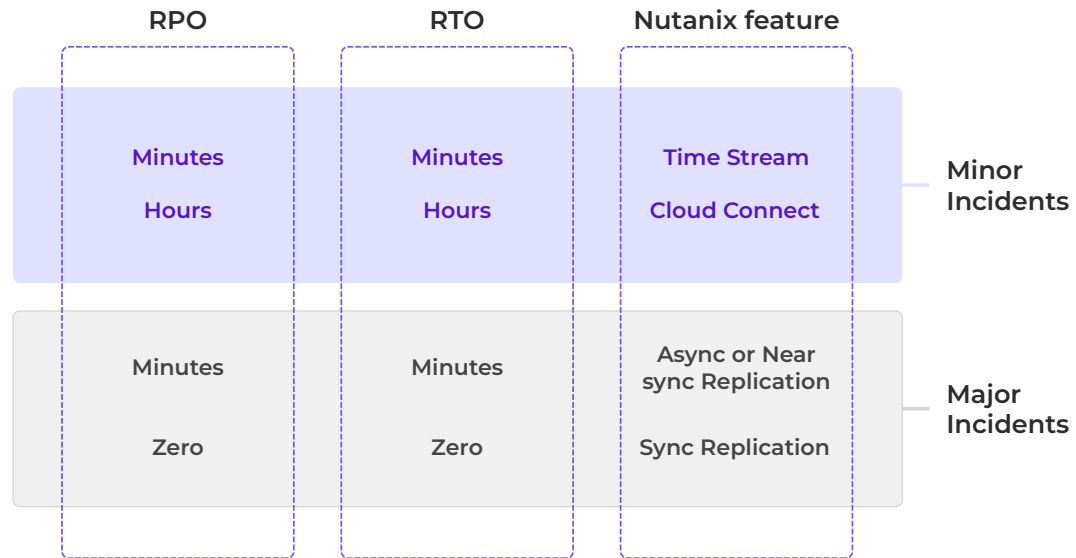 RPO RTO Nutanix feature
Minutes Minutes Time Stream
Hours Hours Cloud Connect
Minor
Incidents
Minutes Minutes Async or Near
sync Replication
Zero Zero Sync Replication
Major
Incidents